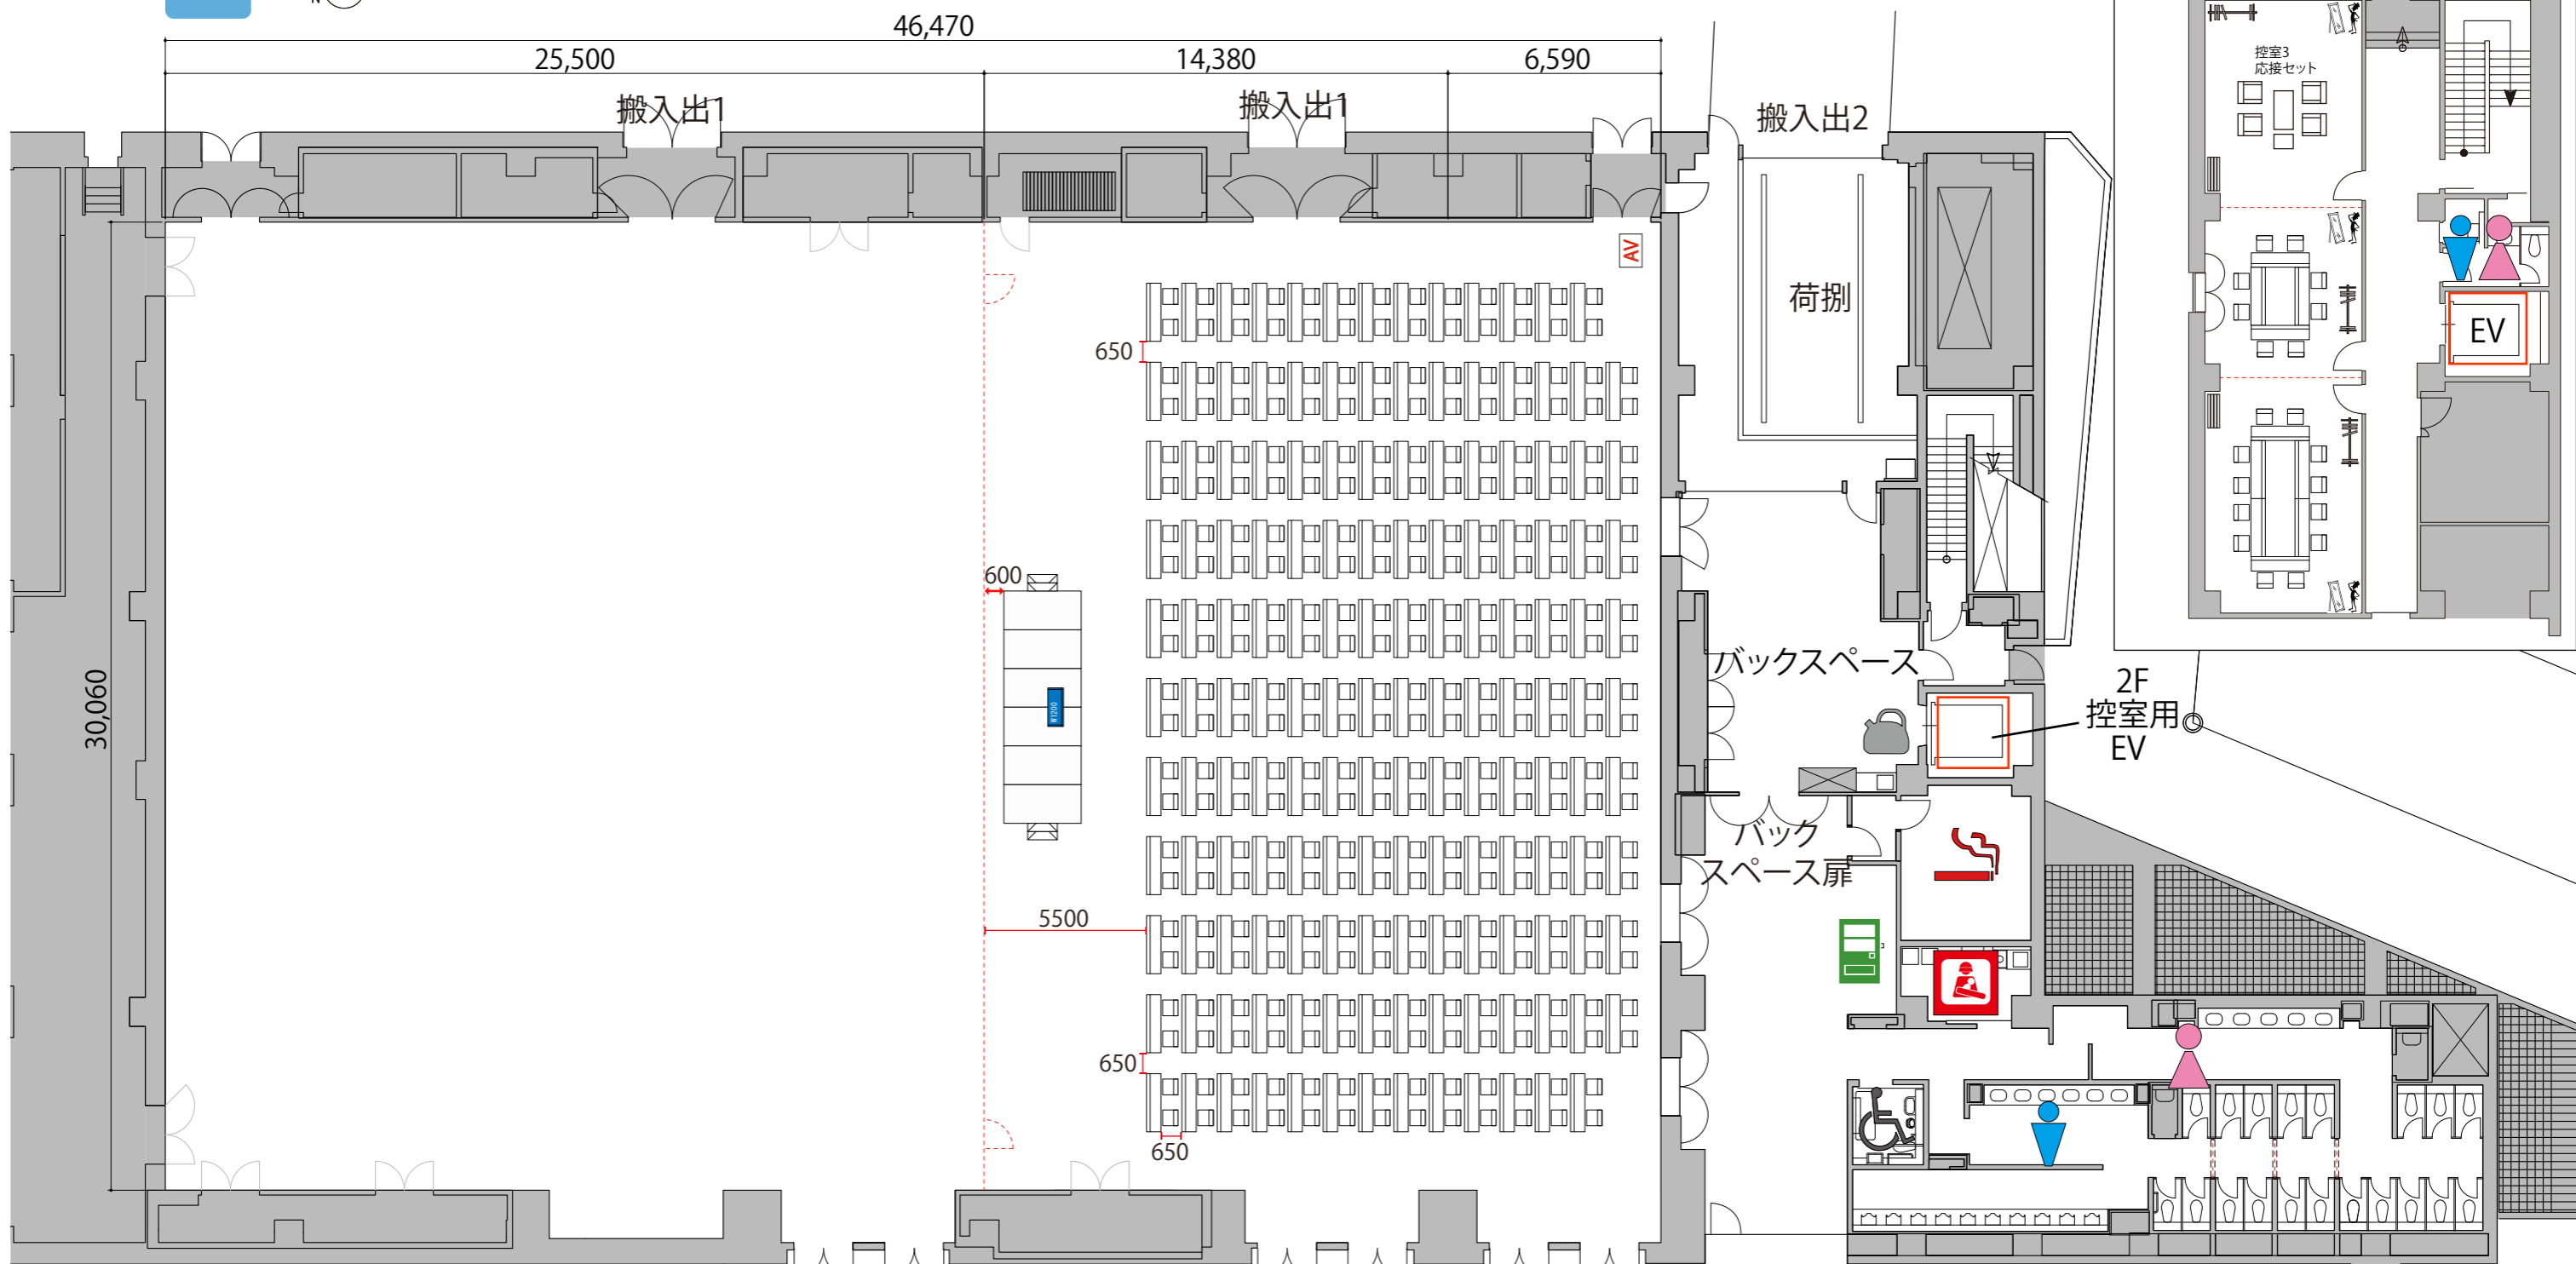 N
46,470
25,500
14,380
6,590
搬入出1
搬入出1
搬入出2
控室3
応接セット
AV
荷捌
EV
650
600
30,060
W1200
バックスペース
2F
控室用
EV
バック
スペース扉
5500
650
650